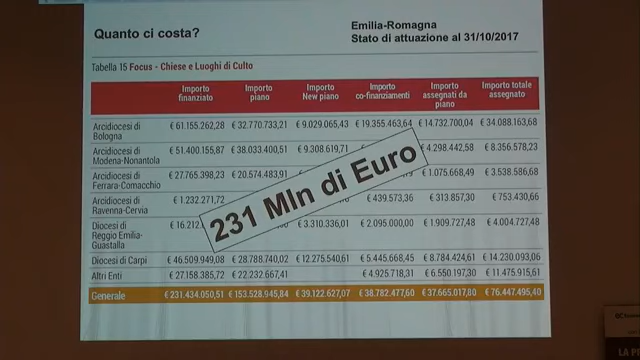 Quanto ci costa?
Emilia-Romagna
Stato di attuazione al 31/10/2017
Tabella 15 Focus - Chiese e Luoghi di Culto
Importo finanziato Importo piano Importo New piano Importo co-finanziamenti Importo assegnati da piano Importo totale assegnato
Arcidiocesi di Bologna € 61.155.262,28 € 32.770.733,21 € 9.029.065,43 € 19.355.463,64 € 14.732.700,04 € 34.088.163,68
Arcidiocesi di Modena-Nonantola € 51.400.155,87 € 38.033.400,51 € 9.308.619,71 € 4.298.442,58 € 8.356.578,23
Arcidiocesi di Ferrara-Comacchio € 27.765.398,23 € 20.574.483,91 € 1.075.668,49 € 3.538.586,68
Arcidiocesi di Ravenna-Cervia € 1.232.271,72 € 439.573,36 € 313.857,30 € 753.430,66
Diocesi di Reggio Emilia-Guastalla € 16.212 € 3.310.336,01 € 2.095.000,00 € 1.909.727,48 € 4.004.727,48
Diocesi di Carpi € 46.509.949,08 € 28.788.740,02 € 12.275.540,61 € 5.445.668,45 € 8.784.424,61 € 14.230.093,06
Altri Enti € 27.158.385,72 € 22.232.667,41 € 4.925.718,31 € 6.550.197,30 € 11.475.915,61
Generale € 231.434.050,51 € 153.528.945,84 € 39.122.627,07 € 38.782.477,60 € 37.665.017,80 € 76.447.495,40
231 Mln di Euro